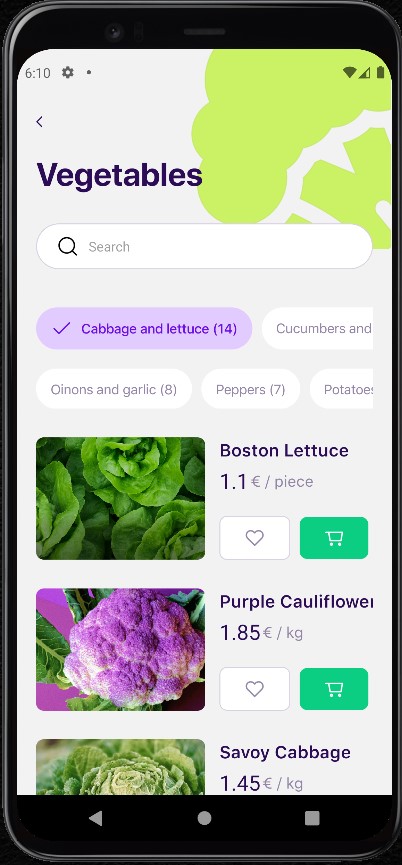 6:10
Vegetables
Search
Cabbage and lettuce (14)
Cucumbers and
Oinons and garlic (8)
Peppers (7)
Potatoes
Boston Lettuce
1.1 € / piece
Purple Cauliflower
1.85 € / kg
Savoy Cabbage
1.45 € / kg